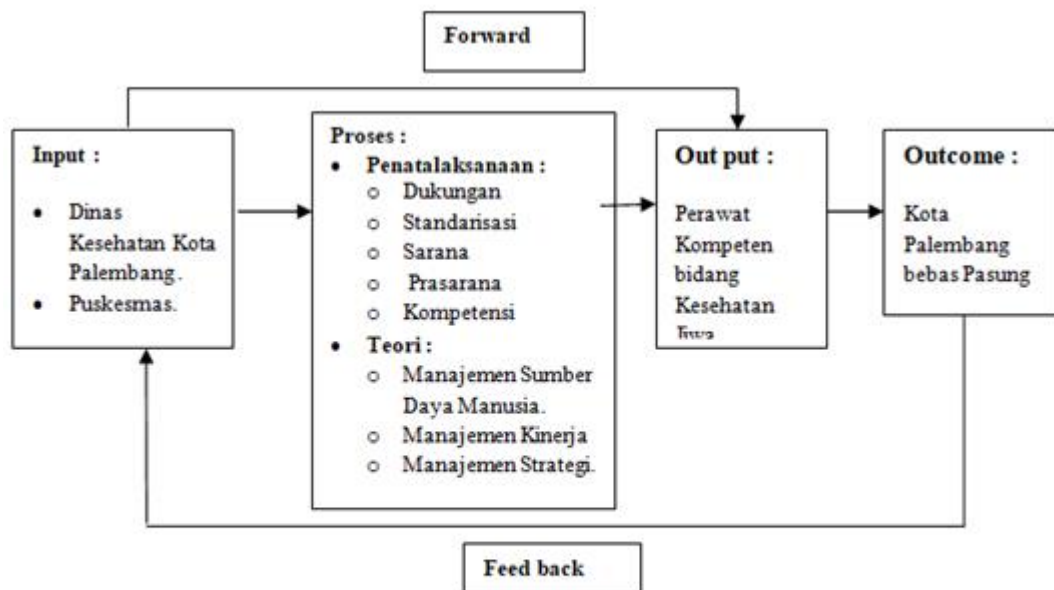 Forward
Input :
• Dinas
Kesehatan Kota
Palembang.
• Puskesmas.
Proses :
• Penatalaksanaan :
o Dukungan
o Standarisasi
o Sarana
o Prasarana
o Kompetensi
• Teori :
o Manajemen Sumber
Daya Manusia.
o Manajemen Kinerja
o Manajemen Strategi.
Out put :
Perawat
Kompeten
bidang
Kesehatan
Outcome :
Kota
Palembang
bebas Pasung
Feed back